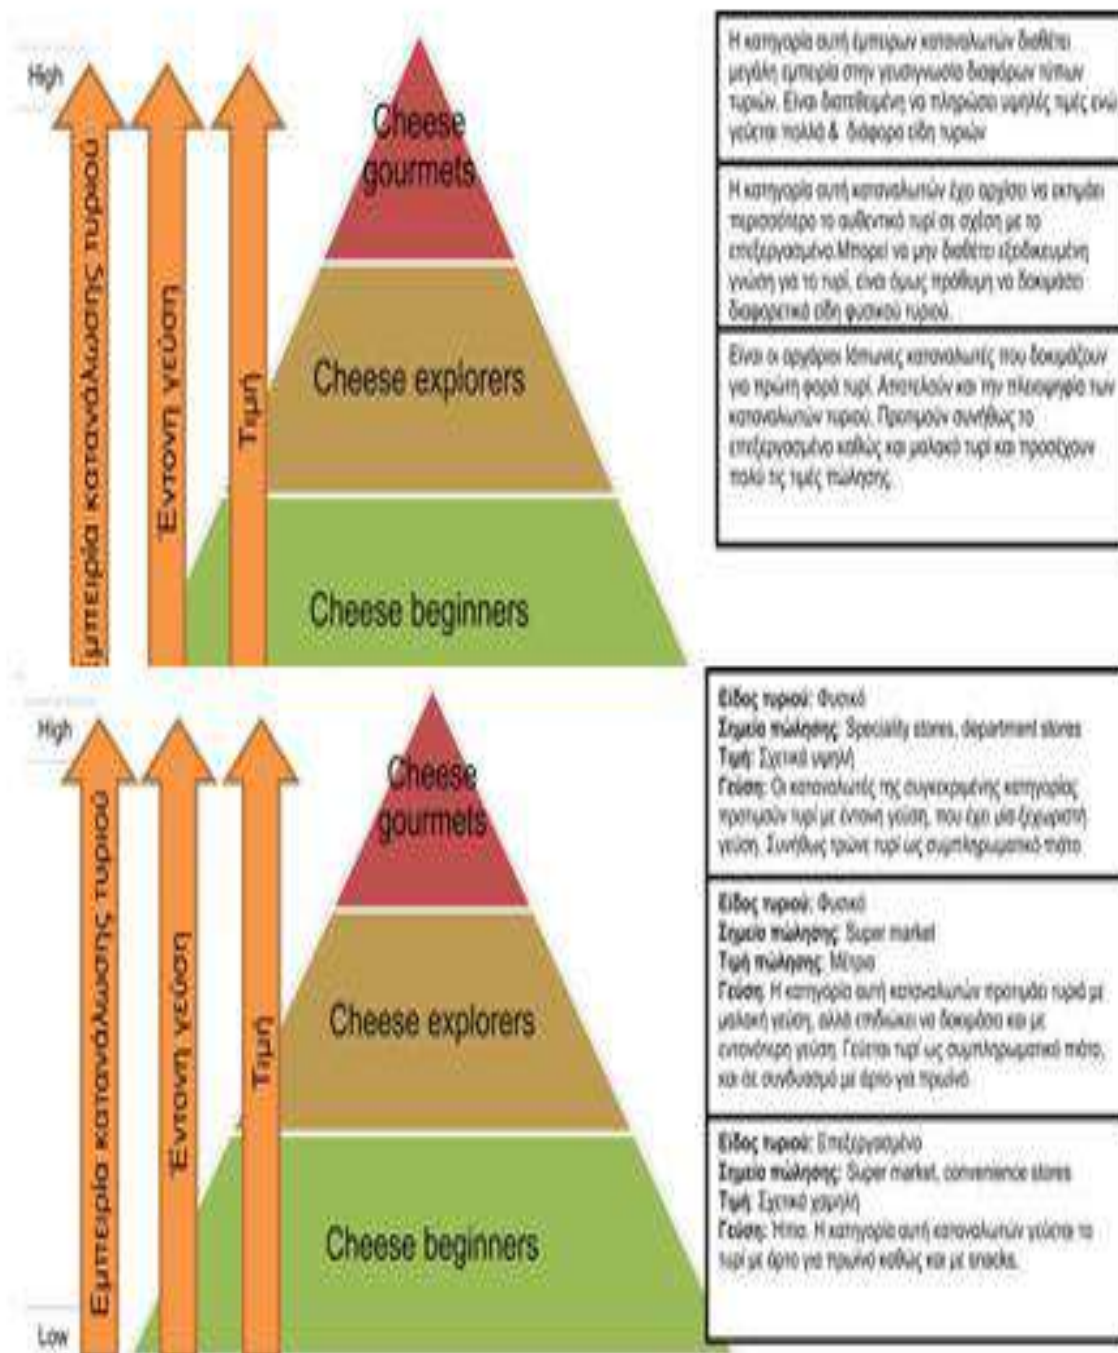 High
Εμπειρία κατανάλωσης τυριού
Έντονη γεύση
Τιμή
Cheese
gourmets
Cheese explorers
Cheese beginners
Η κατηγορία αυτή έμπειρων καταναλωτών διαθέτει
μεγάλη εμπειρία στην γευσιγνωσία διαφόρων τύπων
τυριών. Είναι διατεθειμένη να πληρώσει υψηλές τιμές ενώ
γεύεται πολλά & διάφορα είδη τυριών
Η κατηγορία αυτή καταναλωτών έχει αρχίσει να εκτιμάει
περισσότερο το αυθεντικό τυρί σε σχέση με το
επεξεργασμένο.Μπορεί να μην διαθέτει εξειδικευμένη
γνώση για το τυρί, είναι όμως πρόθυμη να δοκιμάσει
διαφορετικά είδη φυσικού τυριού.
Είναι οι αρχάριοι Ιάπωνες καταναλωτές που δοκιμάζουν
για πρώτη φορά τυρί. Αποτελούν και την πλειοψηφία των
καταναλωτών τυριού. Προτιμούν συνήθως το
επεξεργασμένο καθώς και μαλακό τυρί και προσέχουν
πολύ τις τιμές πώλησης.
High
Εμπειρία κατανάλωσης τυριού
Έντονη γεύση
Τιμή
Low
Cheese
gourmets
Cheese explorers
Cheese beginners
Είδος τυριού: Φυσικό
Σημείο πώλησης: Speciality stores, department stores
Τιμή: Σχετικά υψηλή
Γεύση: Οι καταναλωτές της συγκεκριμένης κατηγορίας
προτιμούν τυρί με έντονη γεύση, που έχει μία ξεχωριστή
γεύση. Συνήθως τρώνε τυρί ως συμπληρωματικό πιάτο
Είδος τυριού: Φυσικό
Σημείο πώλησης: Super market
Τιμή πώλησης: Μέτρια
Γεύση: Η κατηγορία αυτή καταναλωτών προτιμάει τυριά με
μαλακή γεύση, αλλά επιδιώκει να δοκιμάσει και με
εντονότερη γεύση. Γεύεται τυρί ως συμπληρωματικό πιάτο,
και σε συνδυασμό με άρτο για πρωϊνό.
Είδος τυριού: Επεξεργασμένο
Σημείο πώλησης: Super market, convenience stores
Τιμή: Σχετικά χαμηλή
Γεύση: Ήπια. Η κατηγορία αυτή καταναλωτών γεύεται το
τυρί με άρτο για πρωϊνό καθώς και με snacks.